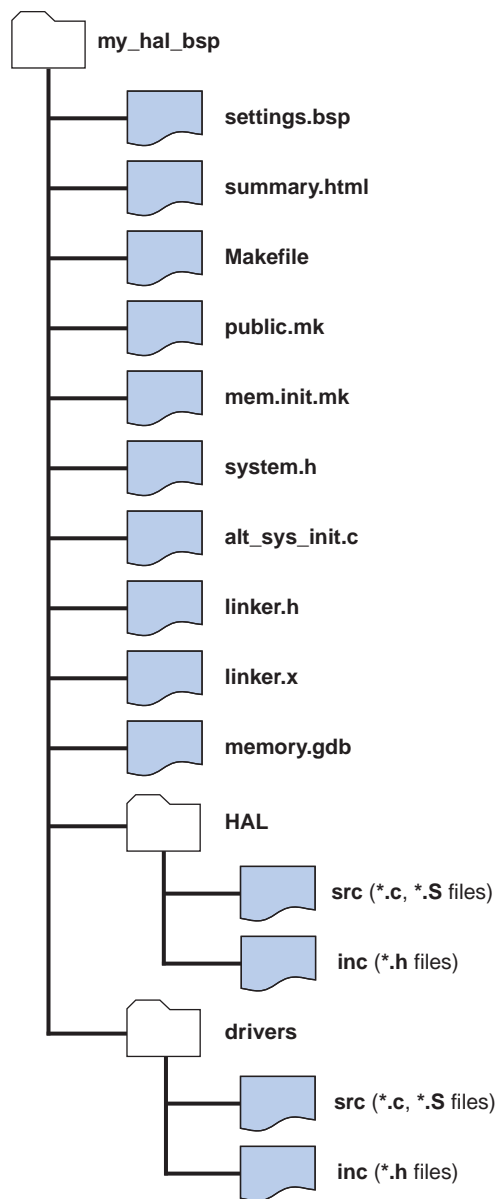 my_hal_bsp
settings.bsp
summary.html
Makefile
public.mk
mem.init.mk
system.h
alt_sys_init.c
linker.h
linker.x
memory.gdb
HAL
src (*.c, *.S files)
inc (*.h files)
drivers
src (*.c, *.S files)
inc (*.h files)